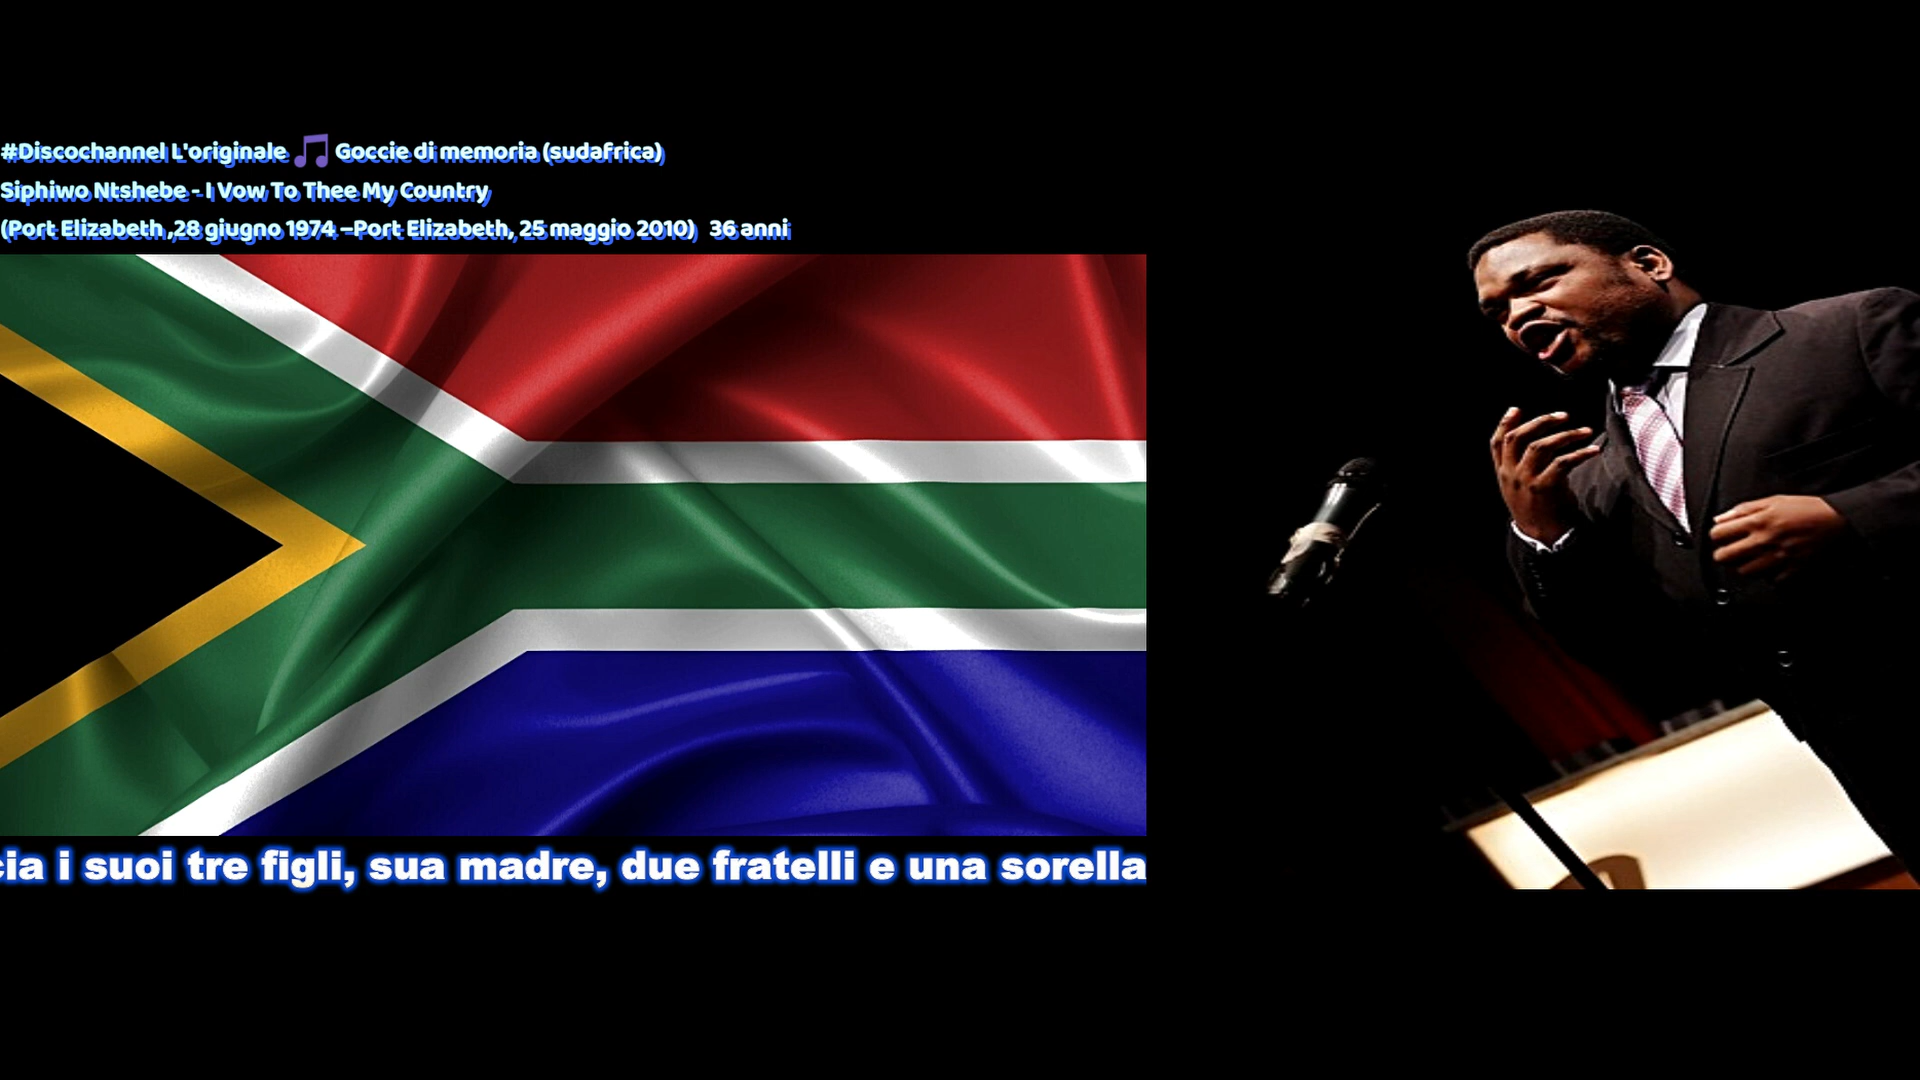 #Discochannel L'originale 🎵 Goccie di memoria (sudafrica)
Siphiwo Ntshebe - I Vow To Thee My Country
(Port Elizabeth ,28 giugno 1974 –Port Elizabeth, 25 maggio 2010) 36 anni
cia i suoi tre figli, sua madre, due fratelli e una sorella